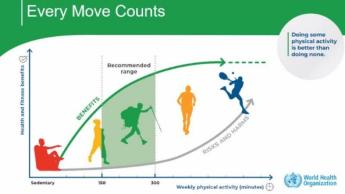 Every Move Counts
Doing some
physical activity
is better than
doing none.
Recommended
range
Health and fitness benefits
BENEFITS
RISKS AND HARMS
Sedentary
150
300
Weekly physical activity (minutes)
World Health
Organization